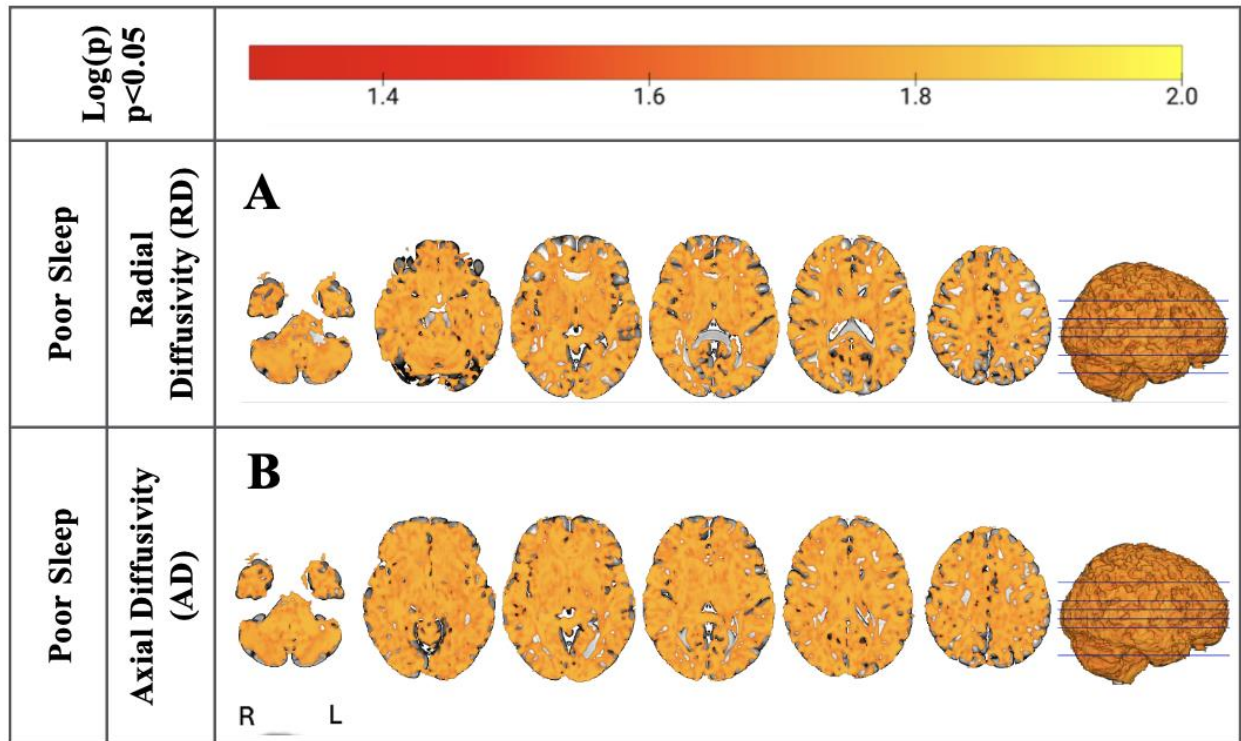 Log(p)
p<0.05
1.4 1.6 1.8 2.0
Poor Sleep
Radial
Diffusivity (RD)
A
Poor Sleep
Axial Diffusivity
(AD)
B
R L